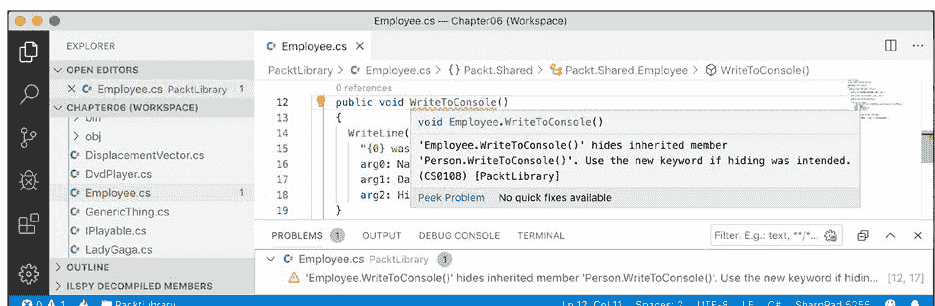 Employee.cs — Chapter06 (Workspace)
EXPLORER
OPEN EDITORS
Employee.cs PacktLibrary 1
CHAPTER06 (WORKSPACE)
bin
obj
DisplacementVector.cs
DvdPlayer.cs
Employee.cs 1
GenericThing.cs
IPlayable.cs
LadyGaga.cs
OUTLINE
ILSPY DECOMPILED MEMBERS
Employee.cs
PacktLibrary > Employee.cs > {} Packt.Shared > Packt.Shared.Employee > WriteToConsole()
0 references
12 public void WriteToConsole()
13 {
14 WriteLine(
15 "{0} was
16 arg0: Na
17 arg1: Da
18 arg2: Hi
19 }
void Employee.WriteToConsole()
'Employee.WriteToConsole()' hides inherited member
'Person.WriteToConsole()'. Use the new keyword if hiding was intended.
(CS0108) [PacktLibrary]
Peek Problem No quick fixes available
PROBLEMS 1 OUTPUT DEBUG CONSOLE TERMINAL
Filter. E.g.: text, **/*...
Employee.cs PacktLibrary 1
'Employee.WriteToConsole()' hides inherited member 'Person.WriteToConsole()'. Use the new keyword if hidin... [12, 17]
0 1 PacktLibrary Ln 12, Col 11 Spaces: 2 UTF-8 LF C#